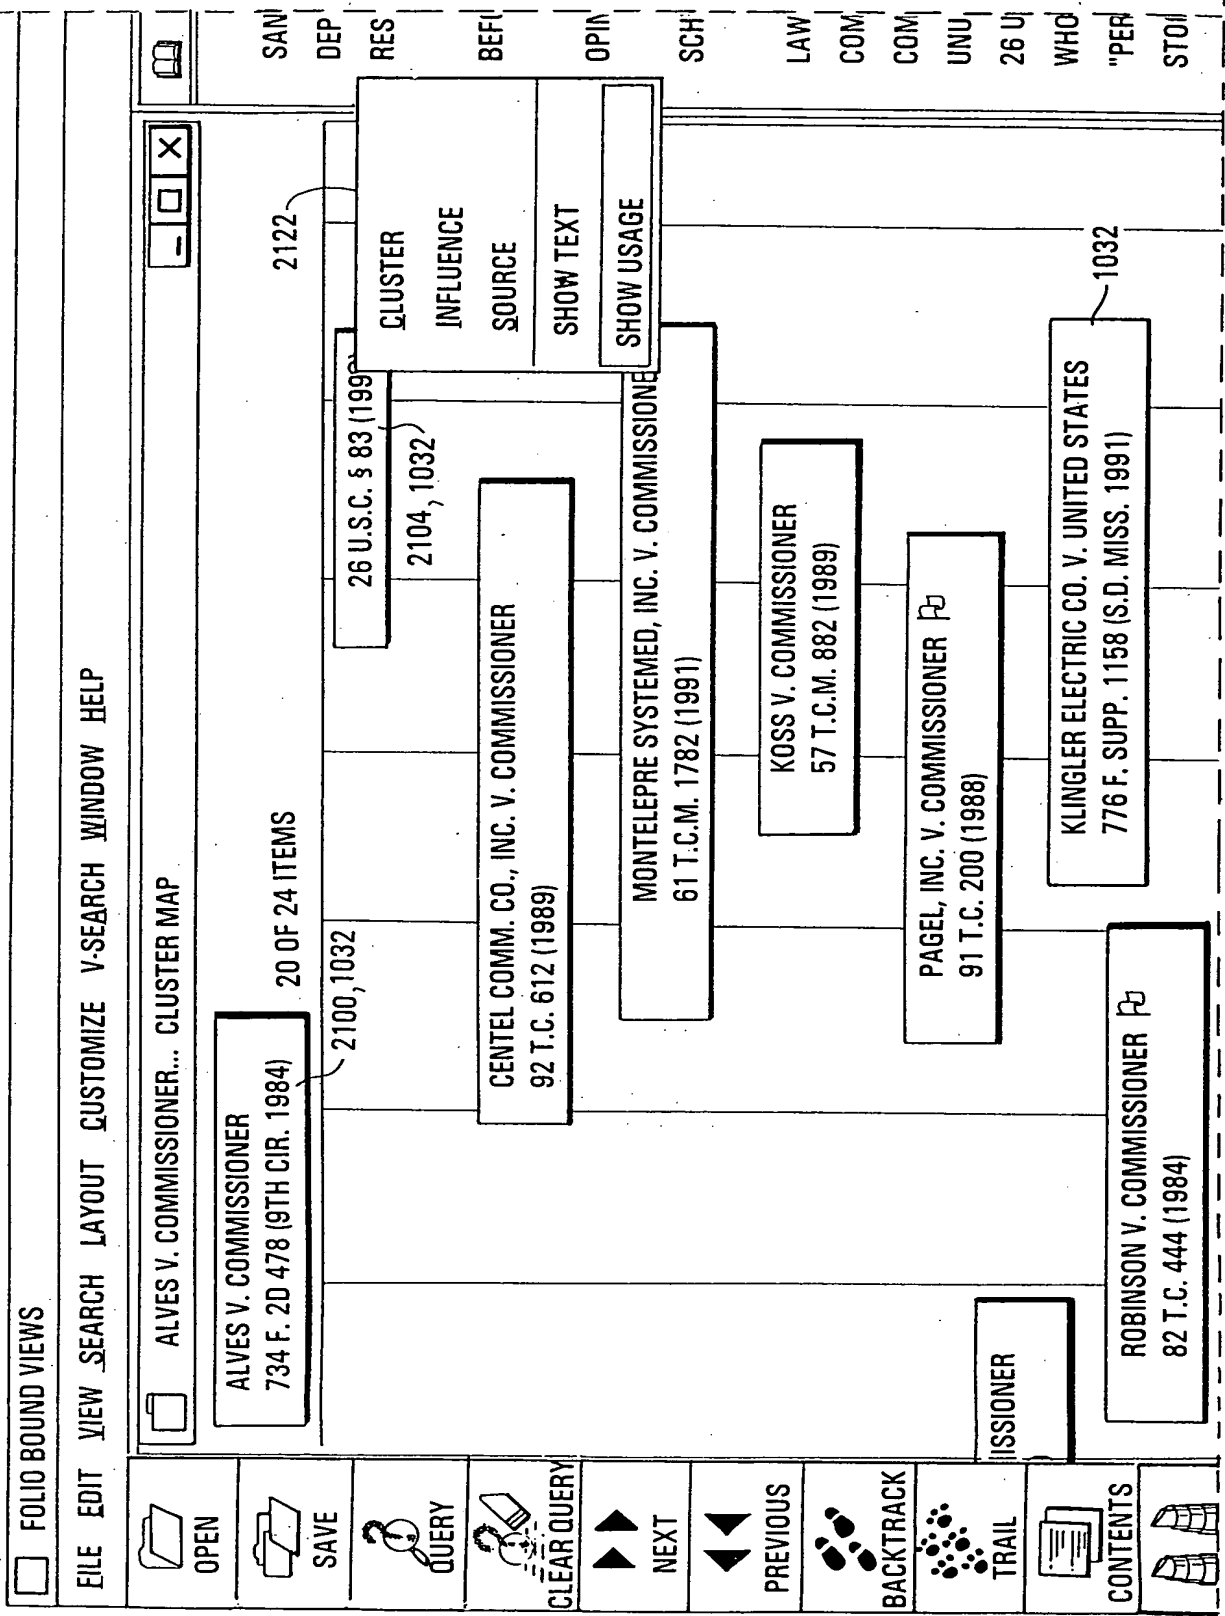 FOLIO BOUND VIEWS
EILE EDIT VIEW SEARCH LAYOUT CUSTOMIZE V-SEARCH WINDOW HELP
ALVES V. COMMISSIONER... CLUSTER MAP
OPEN
SAVE
QUERY
CLEAR QUERY
NEXT
PREVIOUS
BACKTRACK
TRAIL
CONTENTS
ALVES V. COMMISSIONER
734 F. 2D 478 (9TH CIR. 1984)
2100,1032
20 OF 24 ITEMS
2122
26 U.S.C. § 83 (199
2104, 1032
CLUSTER
INFLUENCE
SOURCE
SHOW TEXT
SHOW USAGE
CENTEL COMM. CO., INC. V. COMMISSIONER
92 T.C. 612 (1989)
MONTELEPRE SYSTEMED, INC. V. COMMISSIONE
61 T.C.M. 1782 (1991)
KOSS V. COMMISSIONER
57 T.C.M. 882 (1989)
PAGEL, INC. V. COMMISSIONER
91 T.C. 200 (1988)
KLINGLER ELECTRIC CO. V. UNITED STATES
776 F. SUPP. 1158 (S.D. MISS. 1991)
1032
ISSIONER
ROBINSON V. COMMISSIONER
82 T.C. 444 (1984)
SAN
DEP
RES
BEF
OPIN
SCH
LAW
COM
COM
UNU
26 U
WHO
"PER
STO